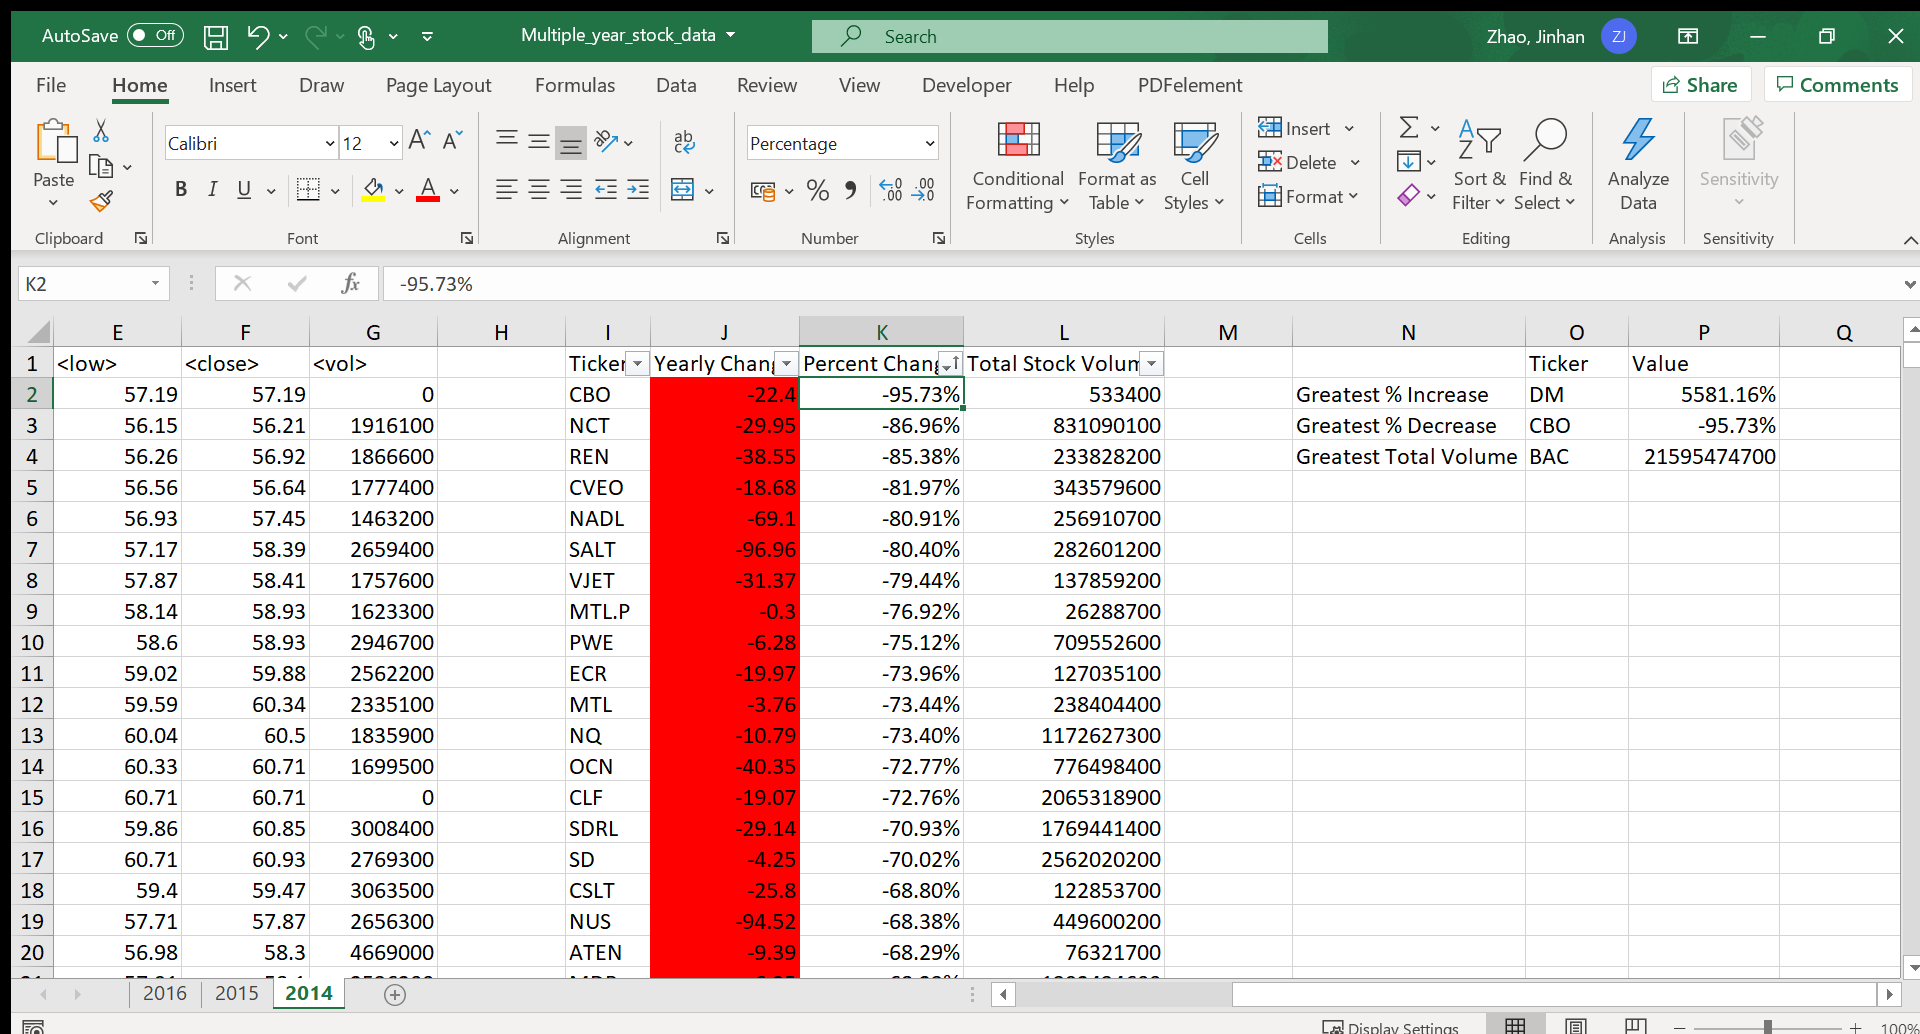 AutoSave Off Multiple_year_stock_data Search Zhao, Jinhan ZJ
File Home Insert Draw Page Layout Formulas Data Review View Developer Help PDFelement Share Comments
Paste
Calibri 12
B I U A
ab
Percentage
% 9 .00
Conditional Formatting
Format as Table
Cell Styles
Insert
Delete
Format
Sort & Filter
Find & Select
Analyze Data
Sensitivity
Clipboard Font Alignment Number Styles Cells Editing Analysis Sensitivity
K2 fx -95.73%
E F G H I J K L M N O P Q
1 <low> <close> <vol> Ticker Yearly Chang Percent Chang Total Stock Volum Ticker Value
2 57.19 57.19 0 CBO -22.4 -95.73% 533400 Greatest % Increase DM 5581.16%
3 56.15 56.21 1916100 NCT -29.95 -86.96% 831090100 Greatest % Decrease CBO -95.73%
4 56.26 56.92 1866600 REN -38.55 -85.38% 233828200 Greatest Total Volume BAC 21595474700
5 56.56 56.64 1777400 CVEO -18.68 -81.97% 343579600
6 56.93 57.45 1463200 NADL -69.1 -80.91% 256910700
7 57.17 58.39 2659400 SALT -96.96 -80.40% 282601200
8 57.87 58.41 1757600 VJET -31.37 -79.44% 137859200
9 58.14 58.93 1623300 MTL.P -0.3 -76.92% 26288700
10 58.6 58.93 2946700 PWE -6.28 -75.12% 709552600
11 59.02 59.88 2562200 ECR -19.97 -73.96% 127035100
12 59.59 60.34 2335100 MTL -3.76 -73.44% 238404400
13 60.04 60.5 1835900 NQ -10.79 -73.40% 1172627300
14 60.33 60.71 1699500 OCN -40.35 -72.77% 776498400
15 60.71 60.71 0 CLF -19.07 -72.76% 2065318900
16 59.86 60.85 3008400 SDRL -29.14 -70.93% 1769441400
17 60.71 60.93 2769300 SD -4.25 -70.02% 2562020200
18 59.4 59.47 3063500 CSLT -25.8 -68.80% 122853700
19 57.71 57.87 2656300 NUS -94.52 -68.38% 449600200
20 56.98 58.3 4669000 ATEN -9.39 -68.29% 76321700
2016 2015 2014
Display Settings 100%